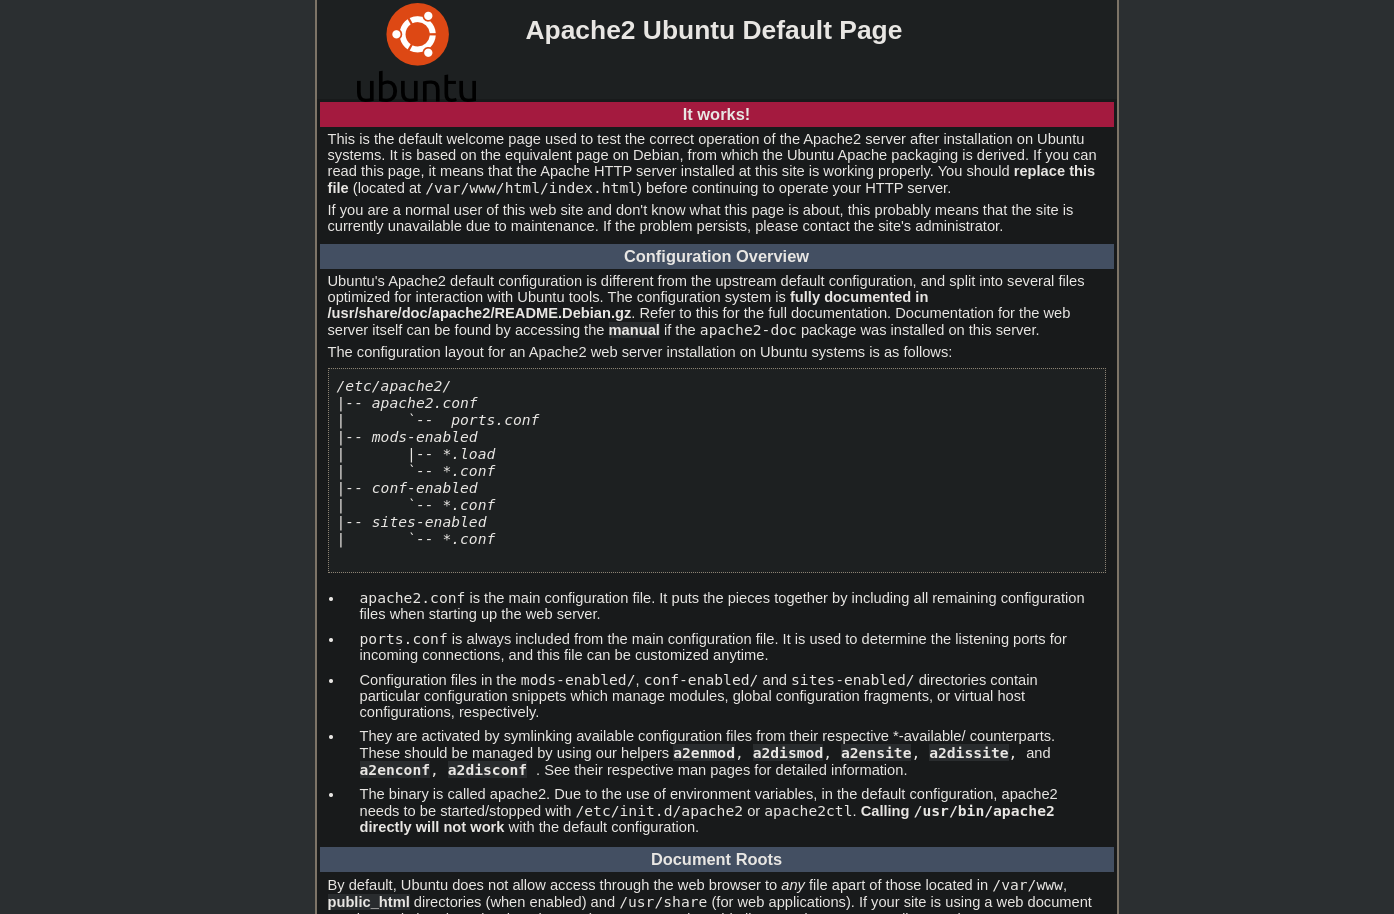 Apache2 Ubuntu Default Page
ubuntu
It works!
This is the default welcome page used to test the correct operation of the Apache2 server after installation on Ubuntu
systems. It is based on the equivalent page on Debian, from which the Ubuntu Apache packaging is derived. If you can
read this page, it means that the Apache HTTP server installed at this site is working properly. You should replace this
file (located at /var/www/html/index.html) before continuing to operate your HTTP server.
If you are a normal user of this web site and don't know what this page is about, this probably means that the site is
currently unavailable due to maintenance. If the problem persists, please contact the site's administrator.
Configuration Overview
Ubuntu's Apache2 default configuration is different from the upstream default configuration, and split into several files
optimized for interaction with Ubuntu tools. The configuration system is fully documented in
/usr/share/doc/apache2/README.Debian.gz. Refer to this for the full documentation. Documentation for the web
server itself can be found by accessing the manual if the apache2-doc package was installed on this server.
The configuration layout for an Apache2 web server installation on Ubuntu systems is as follows:
/etc/apache2/
|-- apache2.conf
|       `--  ports.conf
|-- mods-enabled
|       |-- *.load
|       `-- *.conf
|-- conf-enabled
|       `-- *.conf
|-- sites-enabled
|       `-- *.conf
• apache2.conf is the main configuration file. It puts the pieces together by including all remaining configuration
files when starting up the web server.
• ports.conf is always included from the main configuration file. It is used to determine the listening ports for
incoming connections, and this file can be customized anytime.
• Configuration files in the mods-enabled/, conf-enabled/ and sites-enabled/ directories contain
particular configuration snippets which manage modules, global configuration fragments, or virtual host
configurations, respectively.
• They are activated by symlinking available configuration files from their respective *-available/ counterparts.
These should be managed by using our helpers a2enmod, a2dismod, a2ensite, a2dissite, and
a2enconf, a2disconf . See their respective man pages for detailed information.
• The binary is called apache2. Due to the use of environment variables, in the default configuration, apache2
needs to be started/stopped with /etc/init.d/apache2 or apache2ctl. Calling /usr/bin/apache2
directly will not work with the default configuration.
Document Roots
By default, Ubuntu does not allow access through the web browser to any file apart of those located in /var/www,
public_html directories (when enabled) and /usr/share (for web applications). If your site is using a web document